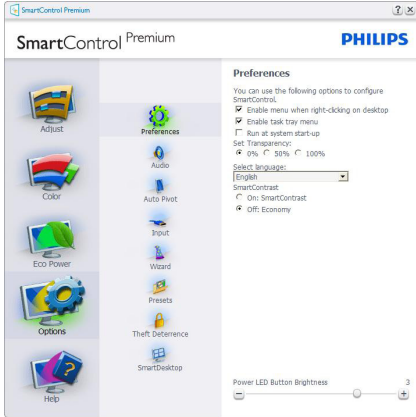 SmartControl Premium
SmartControl Premium
PHILIPS
Adjust
Color
Eco Power
Options
Help
Preferences
Audio
Auto Pivot
Input
Wizard
Presets
Theft Deterrence
SmartDesktop
Preferences
You can use the following options to configure
SmartControl.
Enable menu when right-clicking on desktop
Enable task tray menu
Run at system start-up
Set Transparency:
0% 50% 100%
Select language:
English
SmartContrast
On: SmartContrast
Off: Economy
Power LED Button Brightness 3